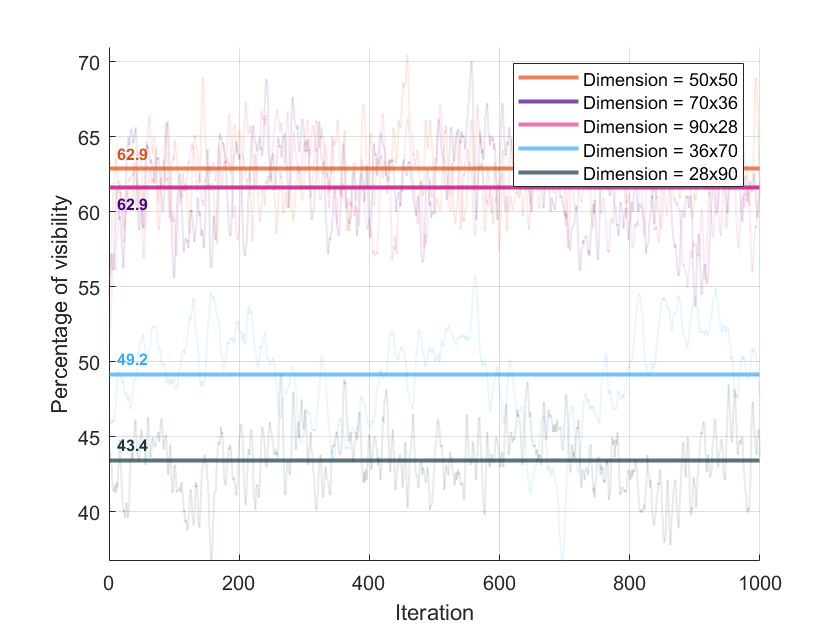 70
65
60
55
50
45
40
Percentage of visibility
62.9
62.9
49.2
43.4
Dimension = 50x50
Dimension = 70x36
Dimension = 90x28
Dimension = 36x70
Dimension = 28x90
0 200 400 600 800 1000
Iteration